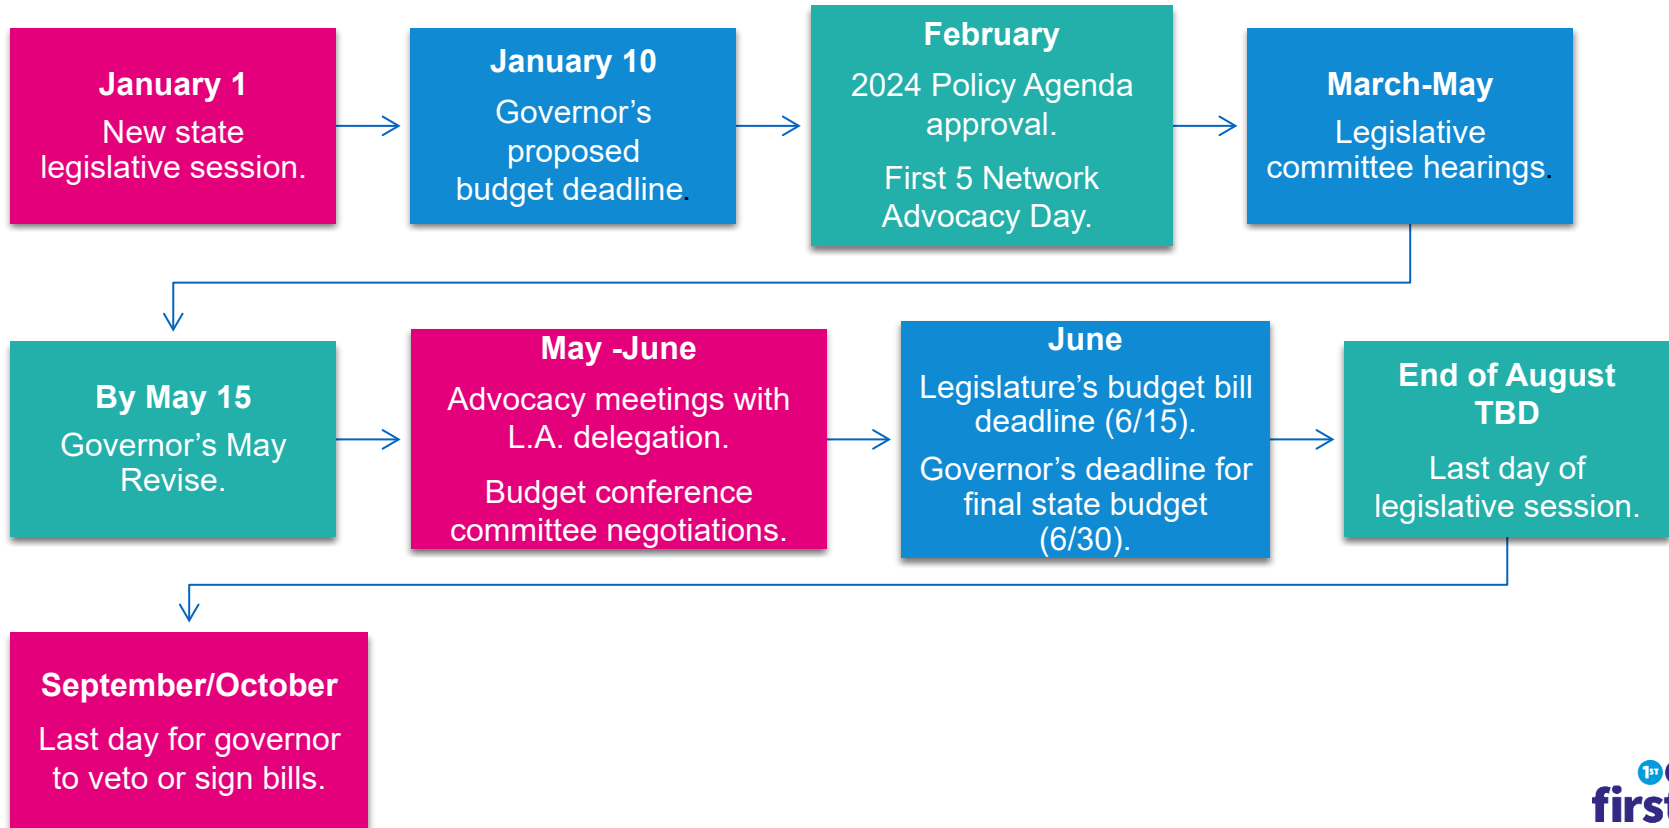 January 1
New state
legislative session.
January 10
Governor’s
proposed
budget deadline.
February
2024 Policy Agenda
approval.
First 5 Network
Advocacy Day.
March-May
Legislative
committee hearings.
By May 15
Governor’s May
Revise.
May -June
Advocacy meetings with
L.A. delegation.
Budget conference
committee negotiations.
June
Legislature’s budget bill
deadline (6/15).
Governor’s deadline for
final state budget
(6/30).
End of August
TBD
Last day of
legislative session.
September/October
Last day for governor
to veto or sign bills.
1ST
first